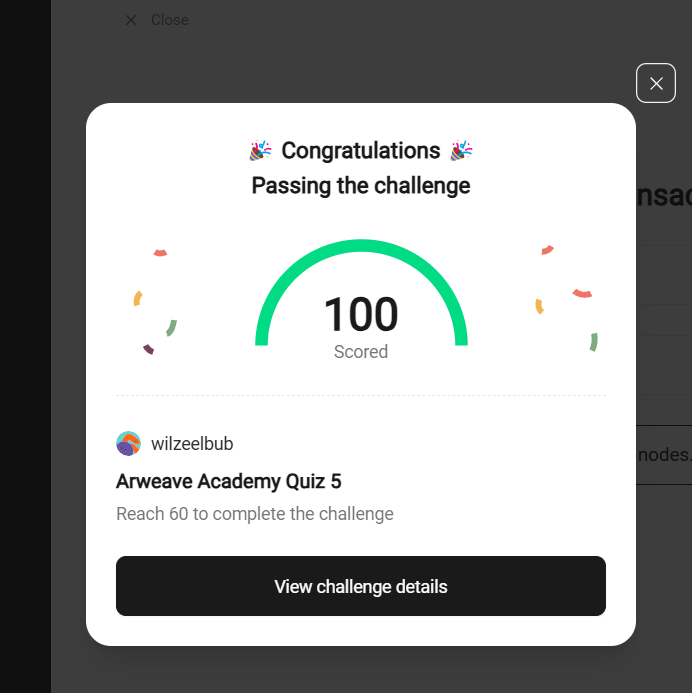 Close
Congratulations
Passing the challenge
100
Scored
wilzeelbub
Arweave Academy Quiz 5
Reach 60 to complete the challenge
View challenge details
nodes.